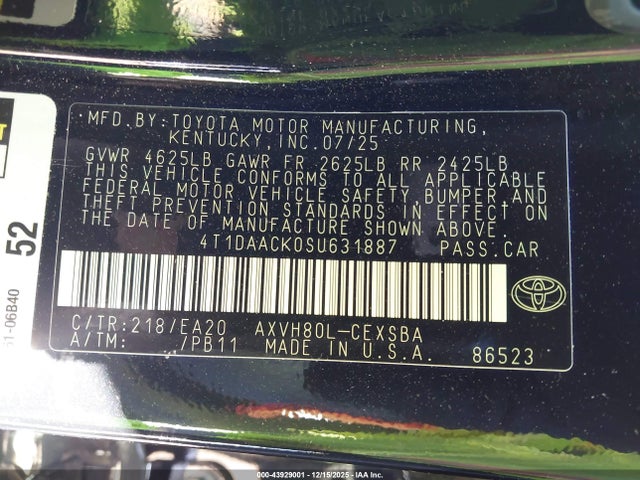 MFD.BY:TOYOTA MOTOR MANUFACTURING,
KENTUCKY,INC.07/25
GVWR 4625LB GAWR FR 2625LB RR 2425LB
THIS VEHICLE CONFORMS TO ALL APPLICABLE
FEDERAL MOTOR VEHICLE SAFETY,BUMPER,AND
THEFT PREVENTION STANDARDS IN EFFECT ON
THE DATE OF MANUFACTURE SHOWN ABOVE.
4T1DAACK0SU631887 PASS.CAR
C/TR:218/EA20 AXVH80L-CEXSBA
A/TM: /PB11 MADE IN U.S.A. 86523
52
51-06B40
000-43929001 - 12/15/2025 - IAA Inc.